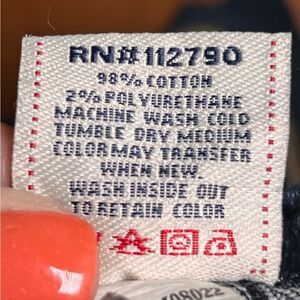 RN#112790
98% COTTON
2% POLYURETHANE
MACHINE WASH COLD
TUMBLE DRY MEDIUM
COLOR MAY TRANSFER
WHEN NEW.
WASH INSIDE OUT
TO RETAIN COLOR